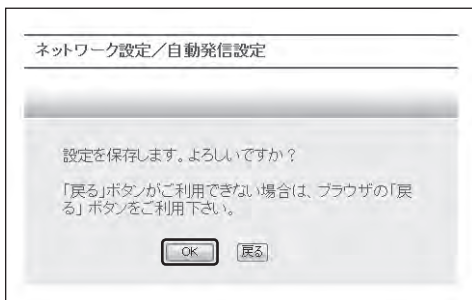 ネットワーク設定／自動発信設定
設定を保存します。よろしいですか？
「戻る」ボタンがご利用できない場合は、ブラウザの「戻
る」ボタンをご利用下さい。
OK 戻る